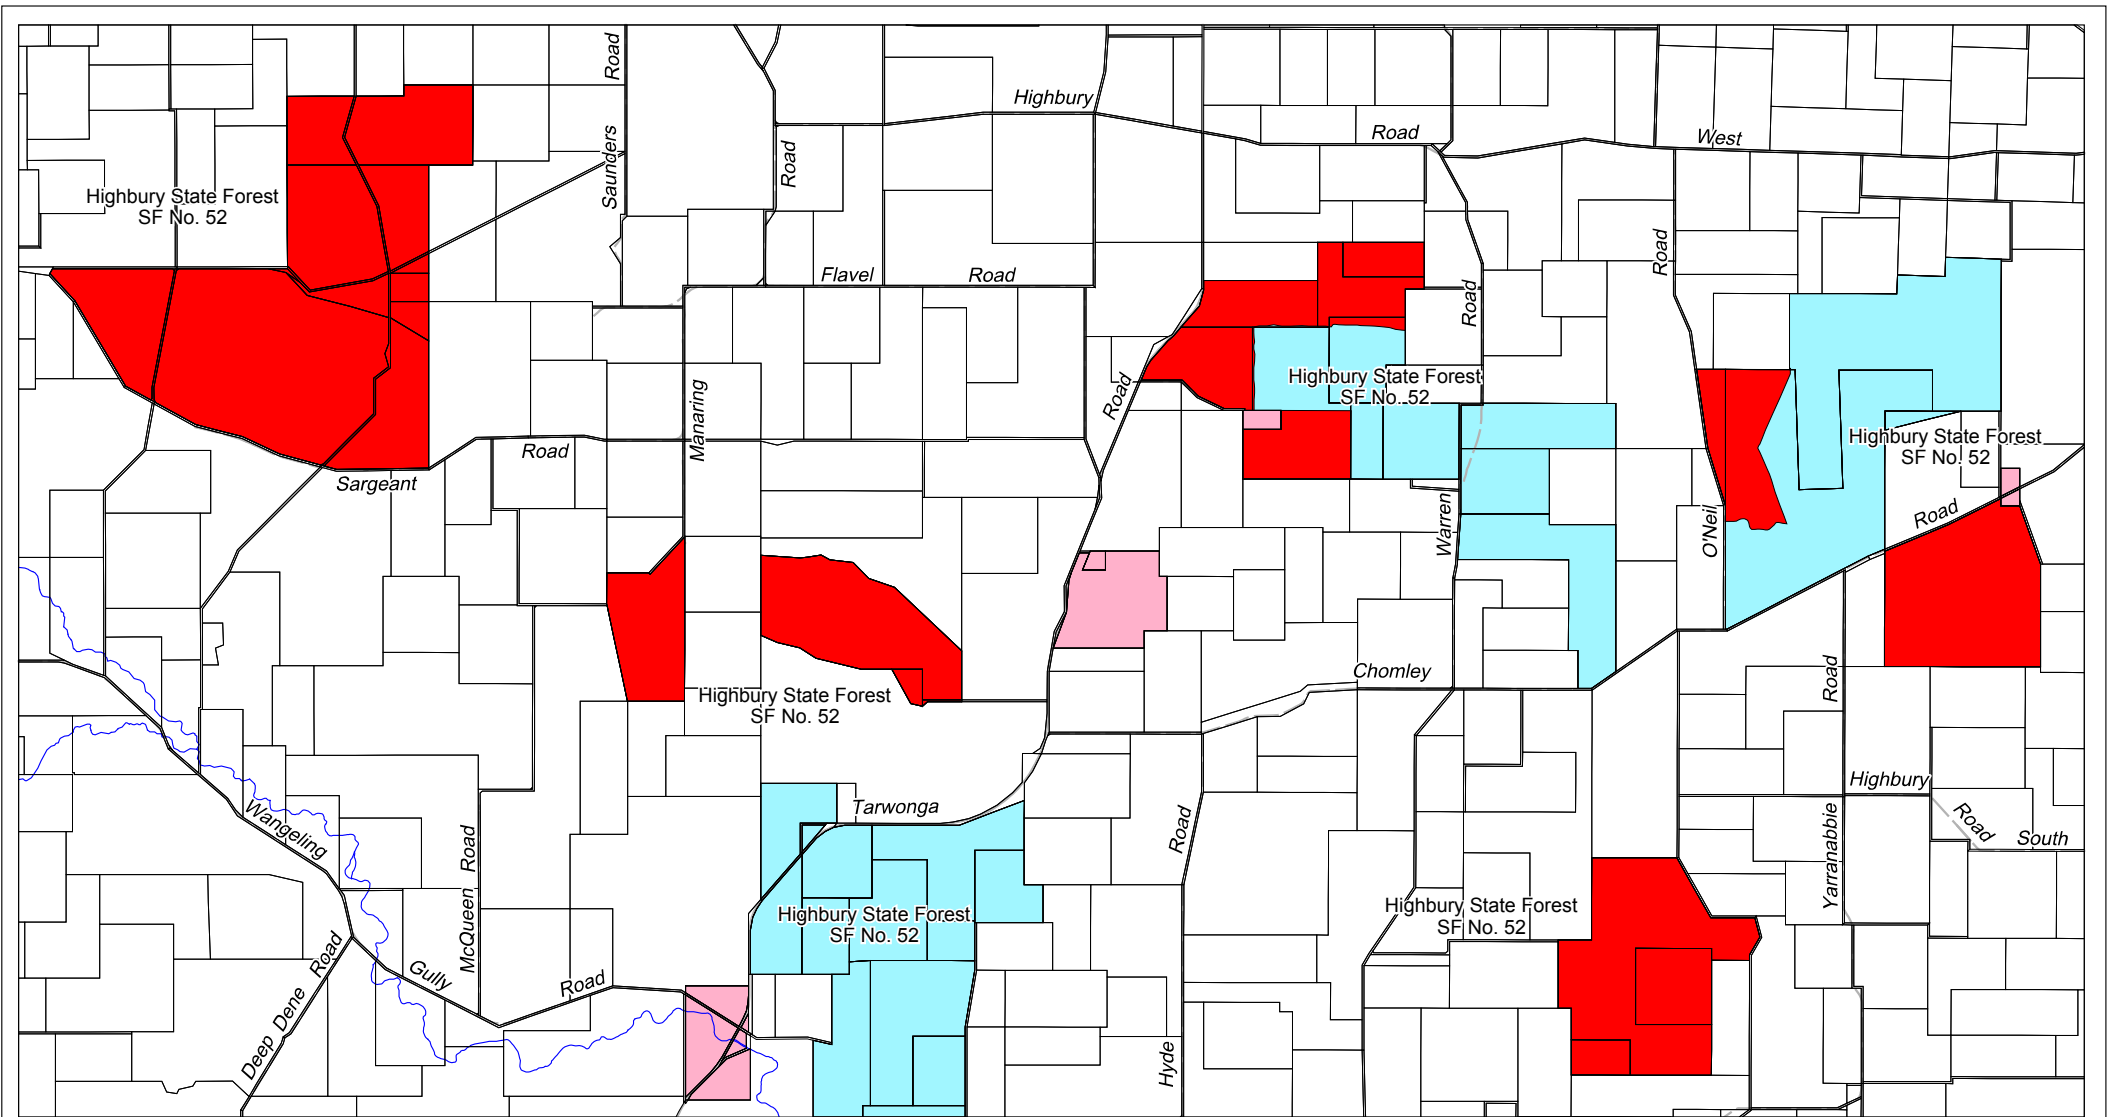 Road
Highbury
Road
West
Saunders
Road
Highbury State Forest
SF No. 52
Road
Flavel
Road
Road
Highbury State Forest
SF No. 52
Road
Manaring
Road
Sargeant
Highbury State Forest
SF No. 52
Road
Warren
O'Neil
Chomley
Road
Highbury State Forest
SF No. 52
Highbury
Road
South
Yarranabbie
Tarwonga
Road
Wangeling
Road
McQueen
Highbury State Forest
SF No. 52
Highbury State Forest
SF No. 52
Road
Gully
Road
Deep Dene
Hyde